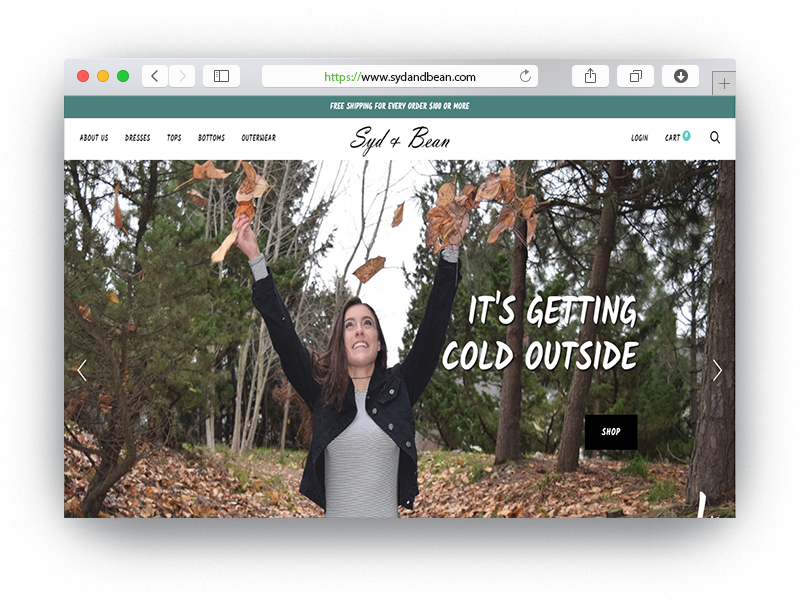 https://www.sydandbean.com
FREE SHIPPING FOR EVERY ORDER $100 OR MORE
ABOUT US DRESSES TOPS BOTTOMS OUTERWEAR
Syd & Bean
LOGIN CART
IT'S GETTING
COLD OUTSIDE
SHOP